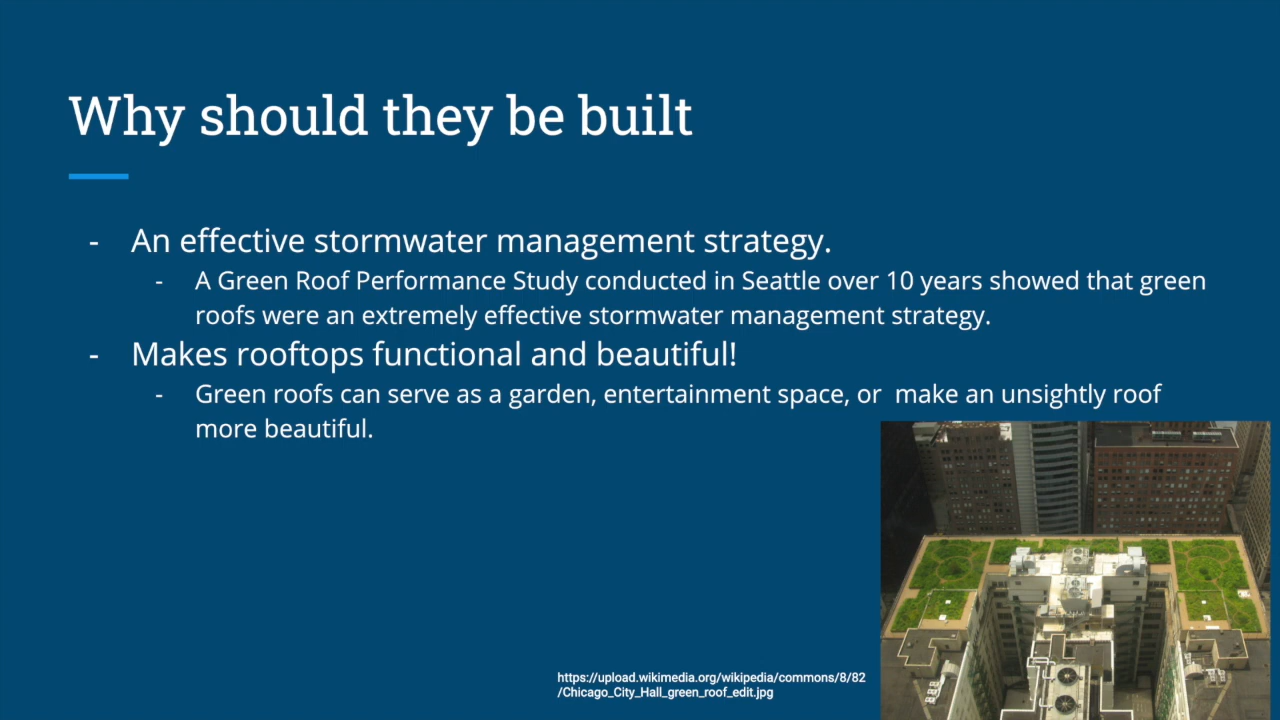 Why should they be built
- An effective stormwater management strategy.
- A Green Roof Performance Study conducted in Seattle over 10 years showed that green
roofs were an extremely effective stormwater management strategy.
- Makes rooftops functional and beautiful!
- Green roofs can serve as a garden, entertainment space, or  make an unsightly roof
more beautiful.
https://upload.wikimedia.org/wikipedia/commons/8/82
/Chicago_City_Hall_green_roof_edit.jpg